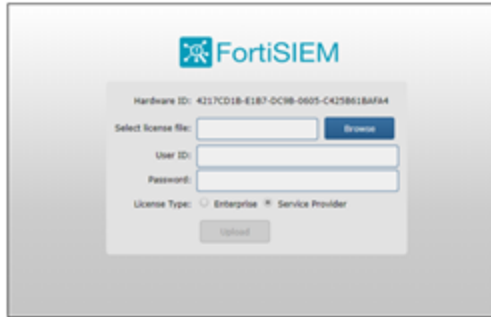 FortiSIEM
Hardware ID: 4217CD1B-E1B7-DC9B-0605-C425B61BAFA4
Select license file: Browse
User ID:
Password:
License Type: Enterprise Service Provider
Upload